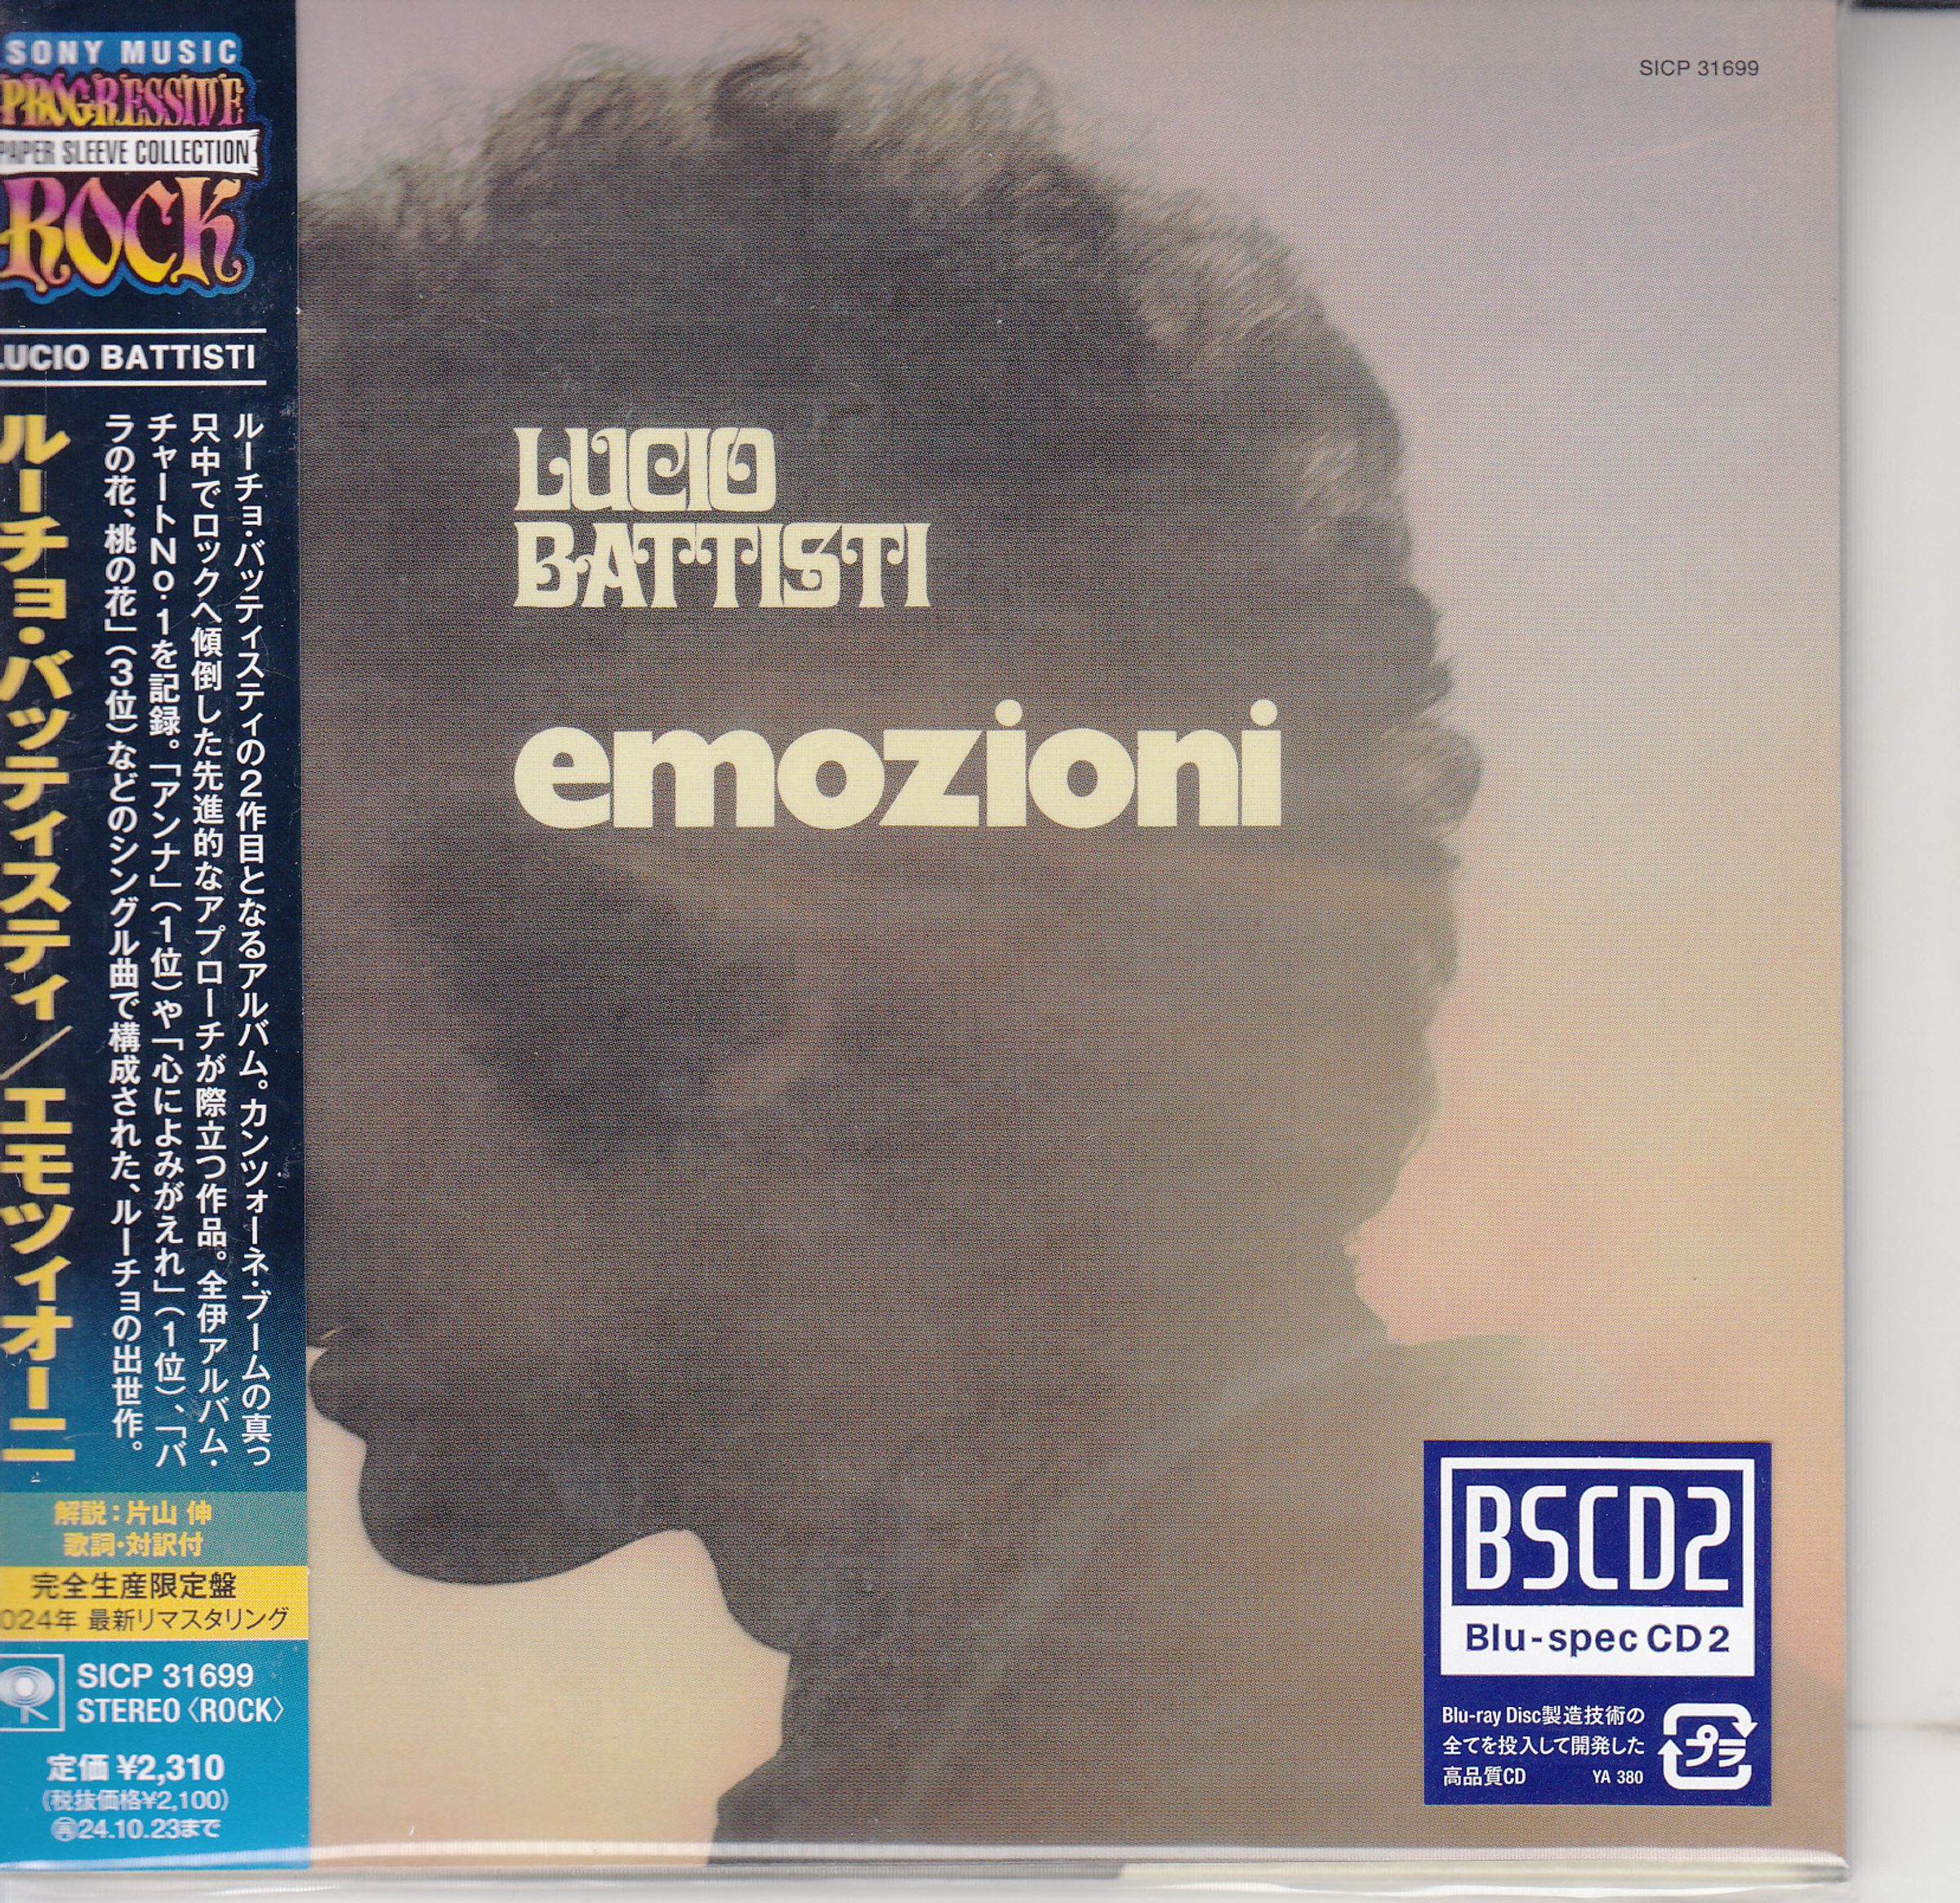 SONY MUSIC
PROGRESSIVE
PAPER SLEEVE COLLECTION
ROCK
LUCIO BATTISTI
ルーチョ・バッティスティの2作目となるアルバム。カンツォーネ・ブームの真っ
只中でロックへ傾倒した先進的なアプローチが際立つ作品。全伊アルバム・
チャートNo.1を記録。「アンナ」（1位）や「心によみがえれ」（1位）、「バ
ラの花、桃の花」（3位）などのシングル曲で構成された、ルーチョの出世作。
ルーチョ・バッティスティ／エモツィオーニ
解説：片山 伸
歌詞・対訳付
完全生産限定盤
024年 最新リマスタリング
SICP 31699
STEREO〈ROCK〉
定価 ¥2,310
（税抜価格¥2,100）
㋐24.10.23まで
SICP 31699
LUCIO
BATTISTI
emozioni
BSCD2
Blu-spec CD2
Blu-ray Disc製造技術の
全てを投入して開発した
高品質CD YA 380
プラ